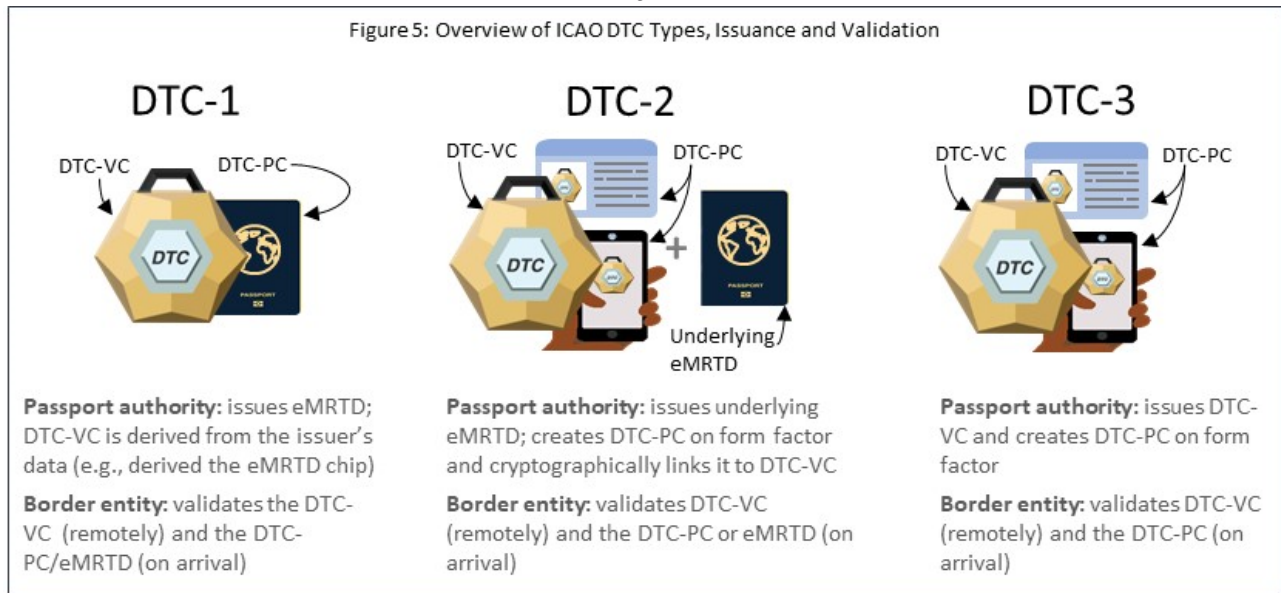 Figure 5: Overview of ICAO DTC Types, Issuance and Validation
DTC-1
DTC-VC
DTC-PC
DTC
PASSPORT
Passport authority: issues eMRTD;
DTC-VC is derived from the issuer's
data (e.g., derived the eMRTD chip)
Border entity: validates the DTC-
VC (remotely) and the DTC-
PC/eMRTD (on arrival)
DTC-2
DTC-VC
DTC-PC
DTC
DTC
DTC
+
PASSPORT
Underlying
eMRTD
Passport authority: issues underlying
eMRTD; creates DTC-PC on form factor
and cryptographically links it to DTC-VC
Border entity: validates DTC-VC
(remotely) and the DTC-PC or eMRTD (on
arrival)
DTC-3
DTC-VC
DTC-PC
DTC
DTC
DTC
Passport authority: issues DTC-
VC and creates DTC-PC on form
factor
Border entity: validates DTC-VC
(remotely) and the DTC-PC (on
arrival)